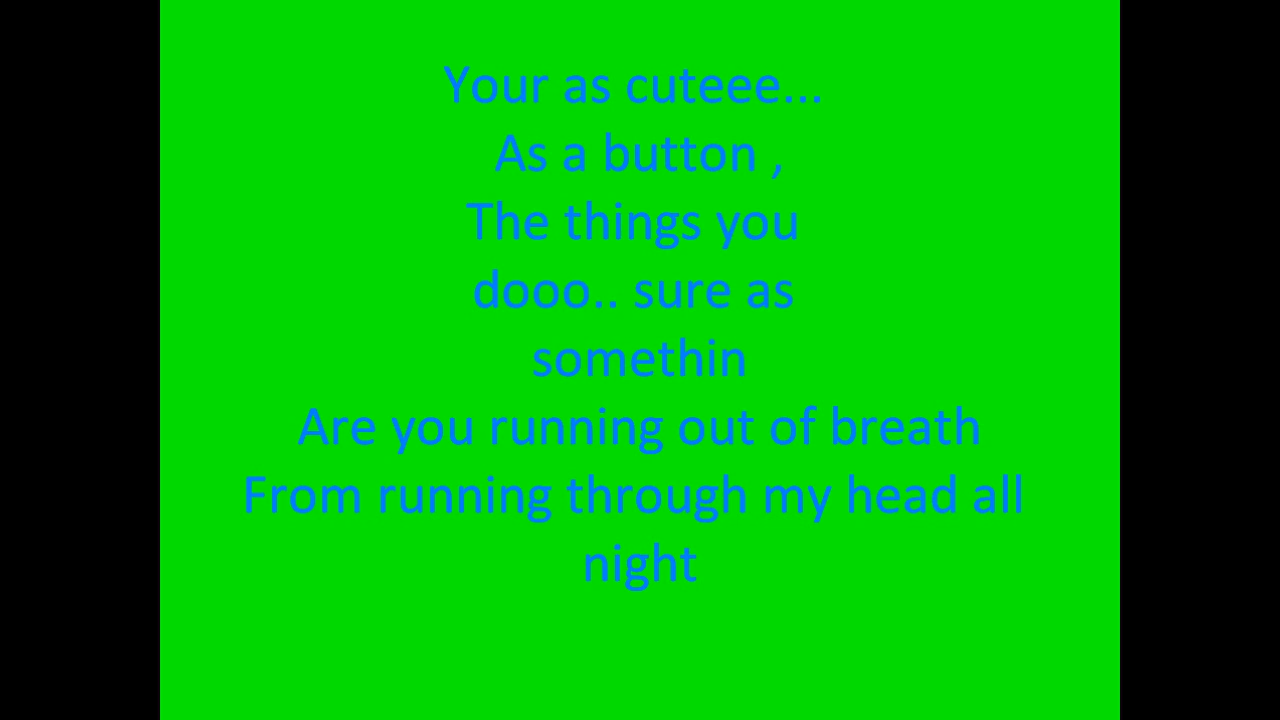 Your as cuteee...
As a button ,
The things you
dooo.. sure as
somethin
Are you running out of breath
From running through my head all
night